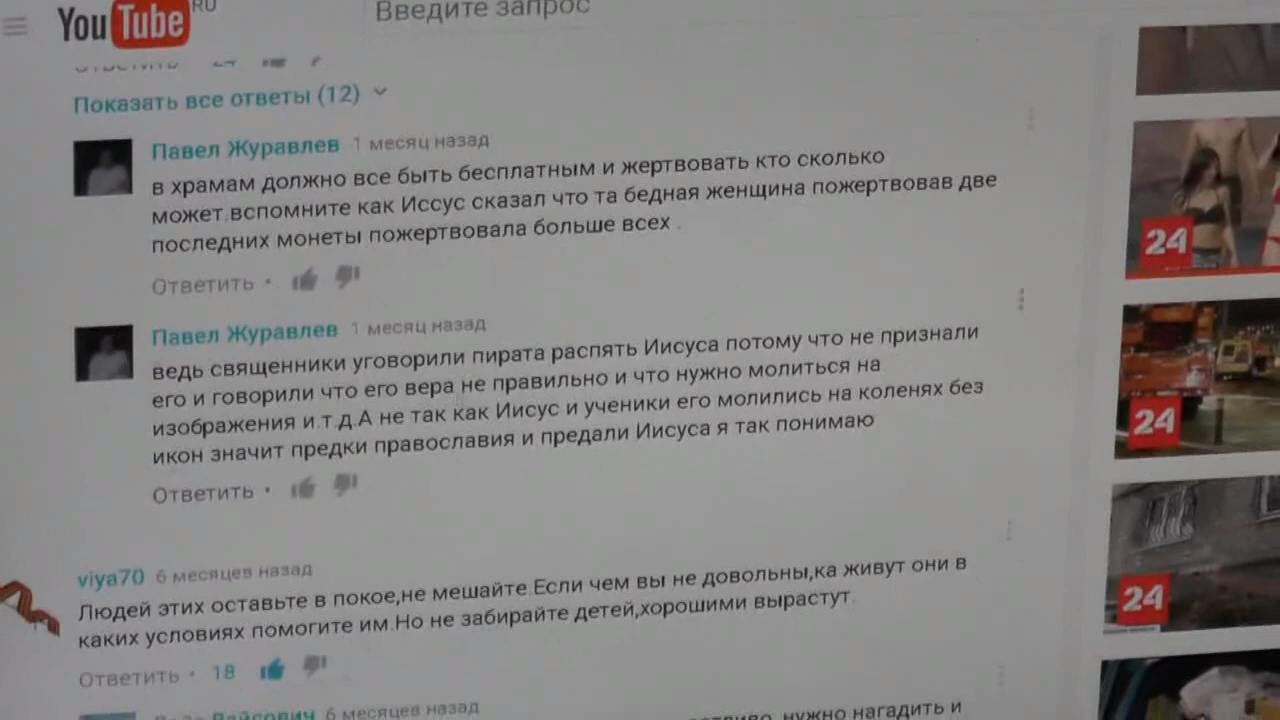 YouTube RU
Введите запрос
Показать все ответы (12)
Павел Журавлев 1 месяц назад
в храмам должно все быть бесплатным и жертвовать кто сколько
может.вспомните как Иссус сказал что та бедная женщина пожертвовав две
последних монеты пожертвовала больше всех .
Ответить
Павел Журавлев 1 месяц назад
ведь священники уговорили пирата распять Иисуса потому что не признали
его и говорили что его вера не правильно и что нужно молиться на
изображения и.т.д.А не так как Иисус и ученики его молились на коленях без
икон значит предки православия и предали Иисуса я так понимаю
Ответить
viya70 6 месяцев назад
Людей этих оставьте в покое,не мешайте.Если чем вы не довольны,ка живут они в
каких условиях помогите им.Но не забирайте детей,хорошими вырастут.
Ответить 18
6 месяцев назад
нужно нагадить и
24
24
24